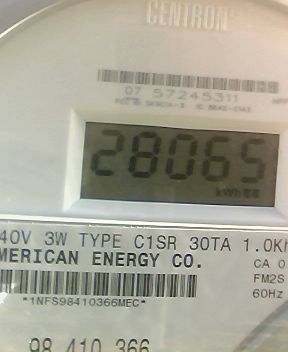 CENTRON
07 57245311
28065
kWh
40V 3W TYPE C1SR 30TA 1.0Kh
MERICAN ENERGY CO.
CA 0
FM2S
60Hz
*1NFS98410366MEC*
98 410 366